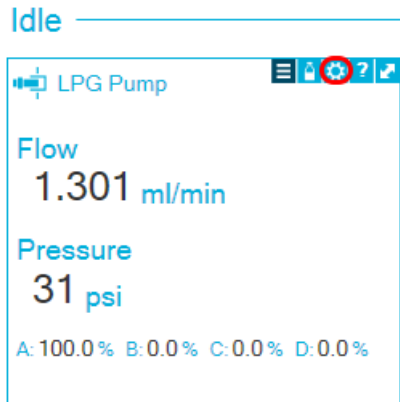 Idle
LPG Pump ?
Flow
1.301 ml/min
Pressure
31 psi
A: 100.0 % B: 0.0 % C: 0.0 % D: 0.0 %